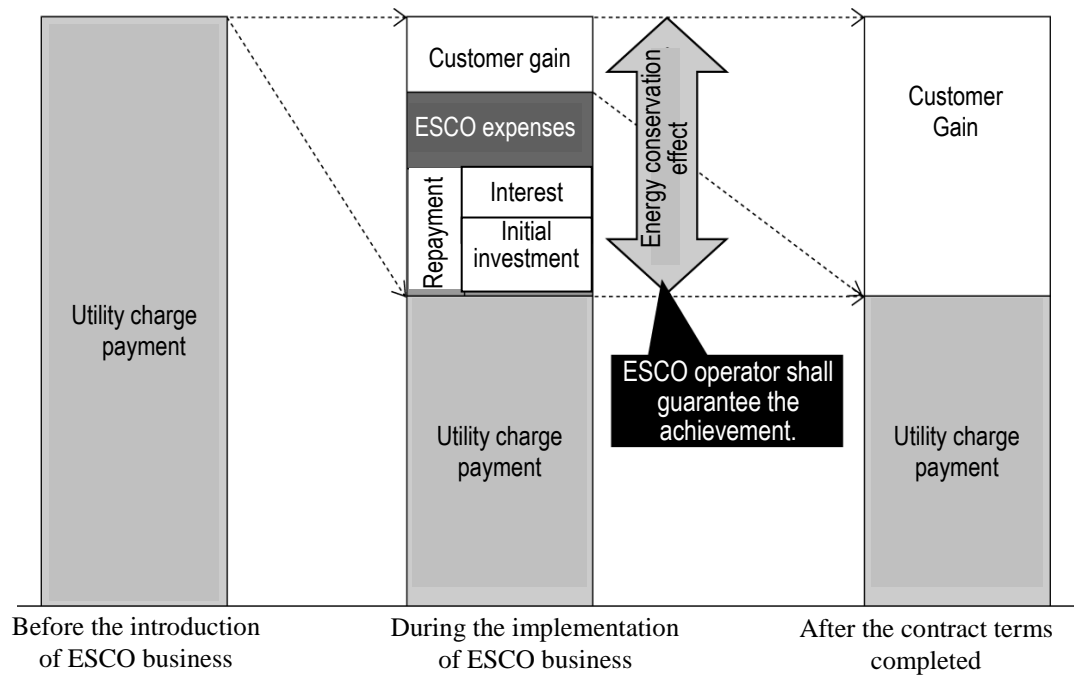 Utility charge
payment
Customer gain
ESCO expenses
Repayment
Interest
Initial
investment
Utility charge
payment
Energy conservation
effect
ESCO operator shall
guarantee the
achievement.
Customer
Gain
Utility charge
payment
Before the introduction
of ESCO business
During the implementation
of ESCO business
After the contract terms
completed